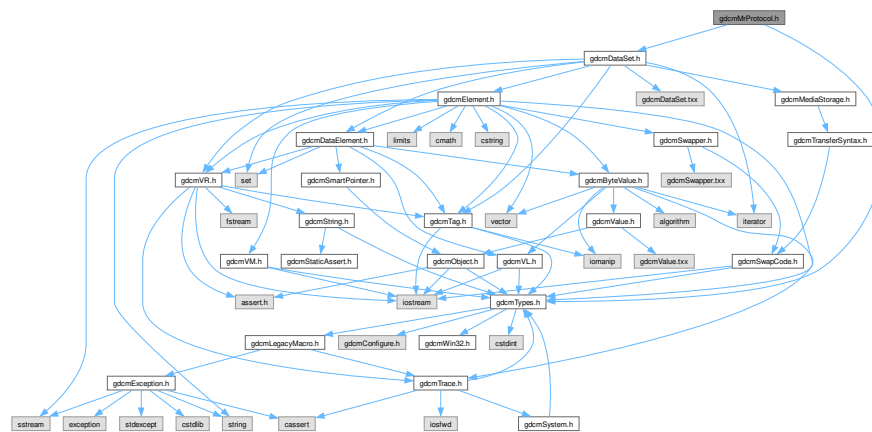 gdcmMrProtocol.h
gdcmDataSet.h
gdcmElement.h
gdcmDataSet.txx
gdcmMediaStorage.h
gdcmDataElement.h
limits
cmath
cstring
gdcmSwapper.h
gdcmTransferSyntax.h
gdcmVR.h
set
gdcmSmartPointer.h
gdcmByteValue.h
gdcmSwapper.txx
fstream
gdcmString.h
gdcmTag.h
vector
gdcmValue.h
algorithm
iterator
gdcmVM.h
gdcmStaticAssert.h
gdcmObject.h
gdcmVL.h
iomanip
gdcmValue.txx
gdcmSwapCode.h
assert.h
iostream
gdcmTypes.h
gdcmLegacyMacro.h
gdcmConfigure.h
gdcmWin32.h
cstdint
gdcmException.h
gdcmTrace.h
sstream
exception
stdexcept
cstdlib
string
cassert
iosfwd
gdcmSystem.h